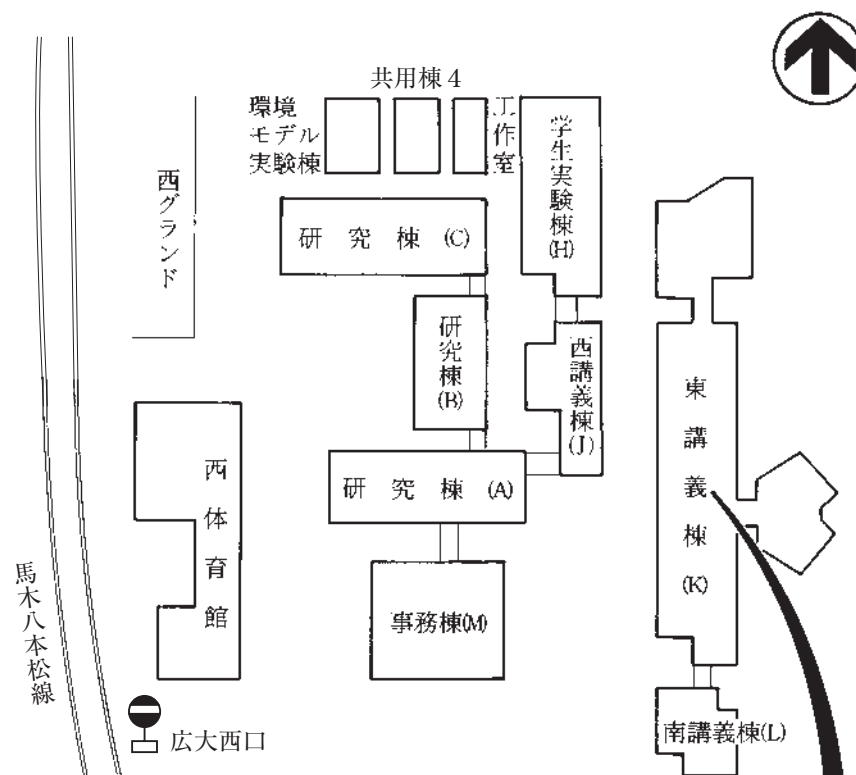 共用棟4
環境
モデル
実験棟
工作室
学生実験棟(H)
西グランド
研究棟(C)
研究棟(B)
西講義棟(J)
東講義棟(K)
西体育館
研究棟(A)
事務棟(M)
馬木八本松線
広大西口
南講義棟(L)